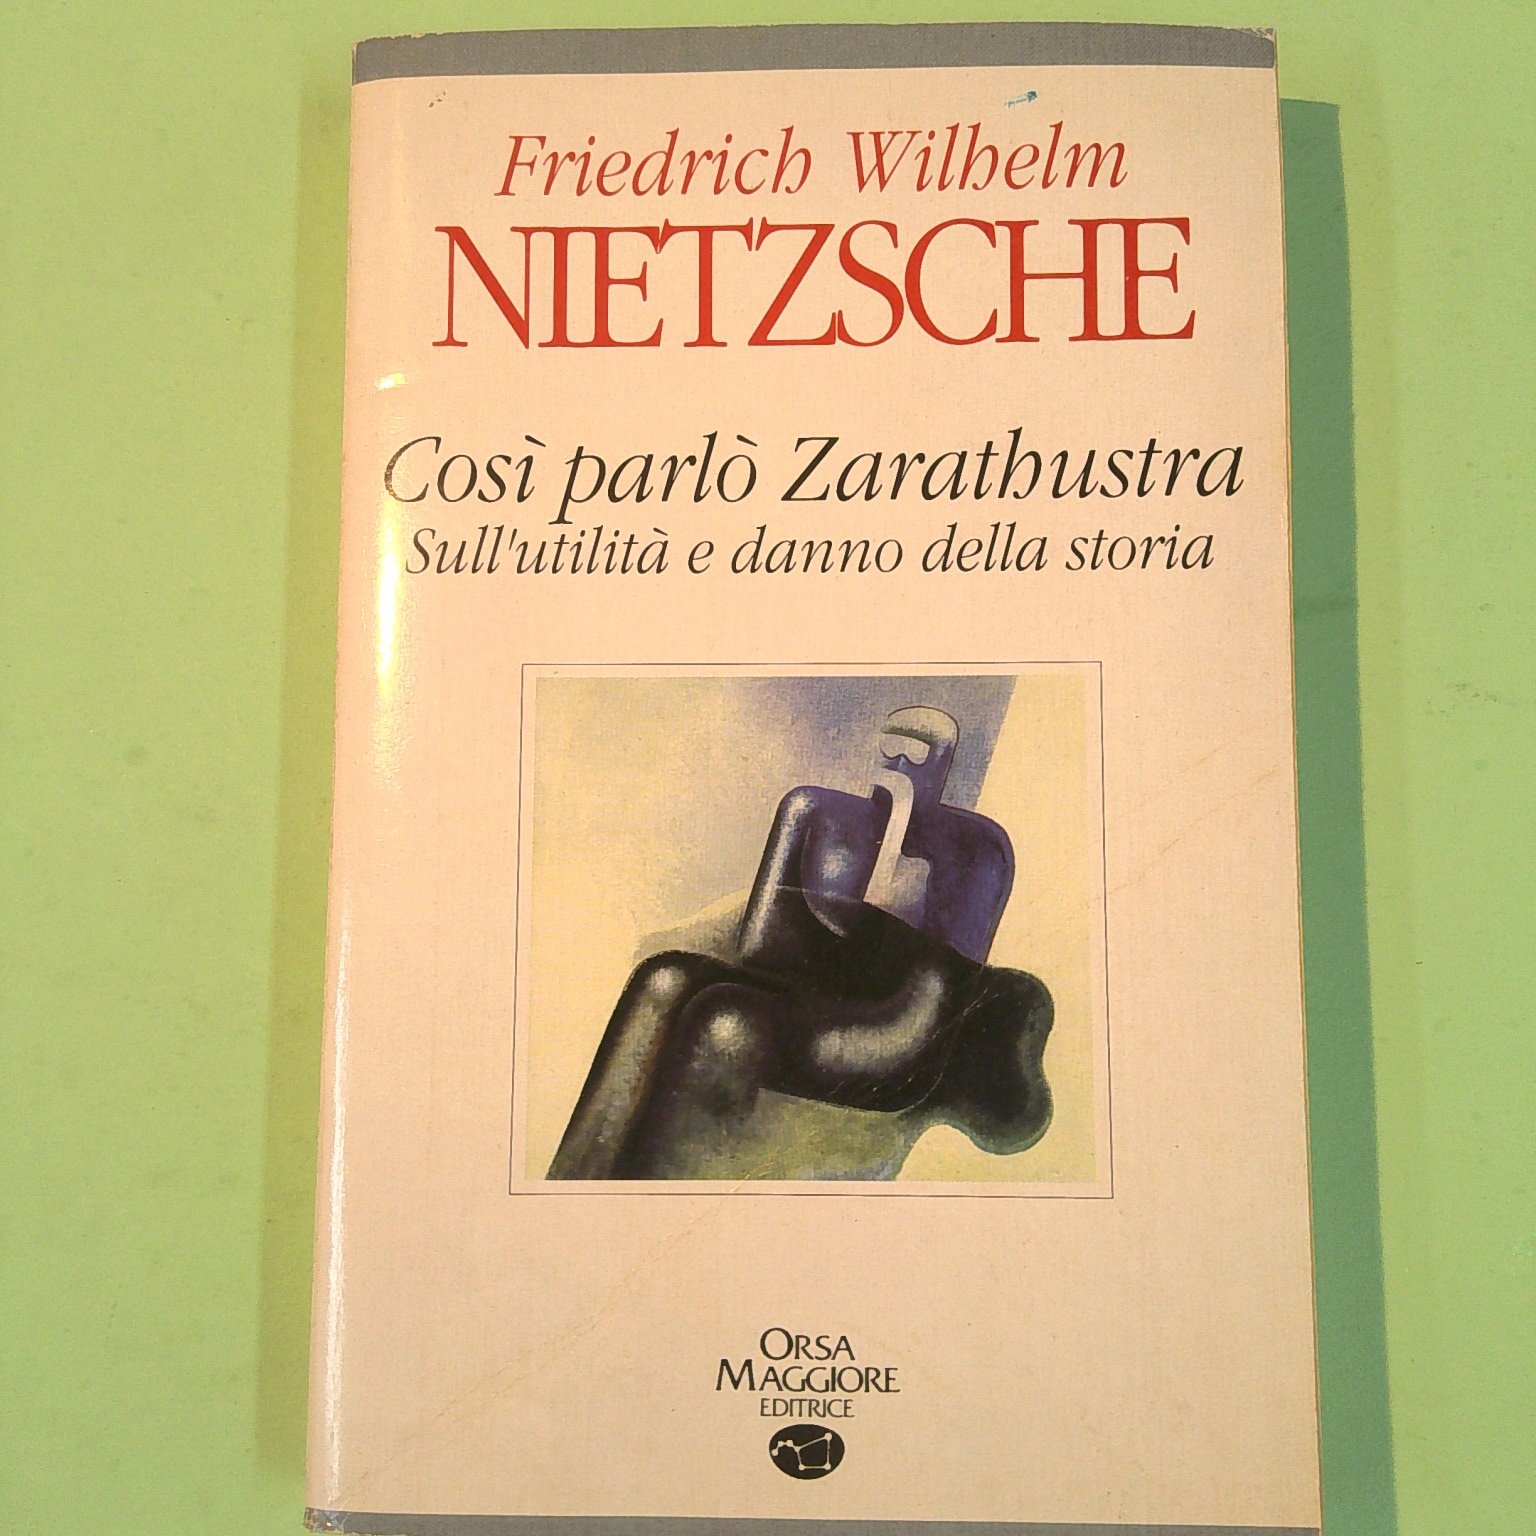 Friedrich Wilhelm
NIETZSCHE
Così parlò Zarathustra
Sull'utilità e danno della storia
ORSA
MAGGIORE
EDITRICE